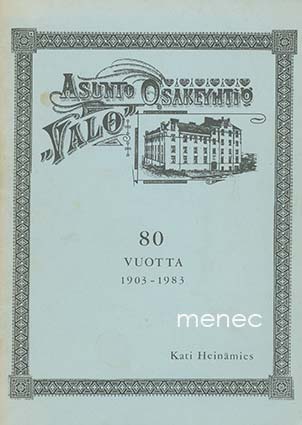 ASUNTO OSAKEYHTIÖ
„VALO"
80
VUOTTA
1903-1983
menec
Kati Heinämies